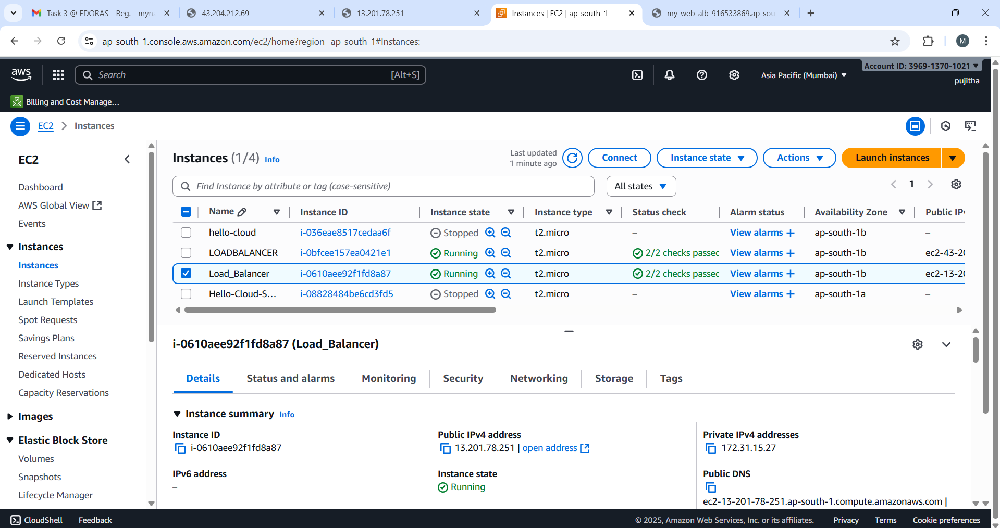 Task 3 @ EDORAS - Reg. - myna
43.204.212.69
13.201.78.251
Instances | EC2 | ap-south-1
my-web-alb-916533869.ap-sou
ap-south-1.console.aws.amazon.com/ec2/home?region=ap-south-1#Instances:
M
aws
Search
[Alt+S]
Asia Pacific (Mumbai)
Account ID: 3969-1370-1021
pujitha
Billing and Cost Manage...
EC2
Instances
EC2
Dashboard
AWS Global View
Events
Instances
Instances
Instance Types
Launch Templates
Spot Requests
Savings Plans
Reserved Instances
Dedicated Hosts
Capacity Reservations
Images
Elastic Block Store
Volumes
Snapshots
Lifecycle Manager
Instances (1/4) Info
Last updated
1 minute ago
Connect
Instance state
Actions
Launch instances
Find Instance by attribute or tag (case-sensitive)
All states
1
Name Instance ID Instance state Instance type Status check Alarm status Availability Zone Public IPv
hello-cloud i-036eae8517cedaa6f Stopped t2.micro – View alarms + ap-south-1b –
LOADBALANCER i-0bfcee157ea0421e1 Running t2.micro 2/2 checks passec View alarms + ap-south-1b ec2-43-20
Load_Balancer i-0610aee92f1fd8a87 Running t2.micro 2/2 checks passec View alarms + ap-south-1b ec2-13-20
Hello-Cloud-S... i-08828484be6cd3fd5 Stopped t2.micro – View alarms + ap-south-1a –
i-0610aee92f1fd8a87 (Load_Balancer)
Details
Status and alarms
Monitoring
Security
Networking
Storage
Tags
Instance summary Info
Instance ID
i-0610aee92f1fd8a87
IPv6 address
–
Public IPv4 address
13.201.78.251 | open address
Instance state
Running
Private IPv4 addresses
172.31.15.27
Public DNS
ec2-13-201-78-251.ap-south-1.compute.amazonaws.com |
CloudShell
Feedback
© 2025, Amazon Web Services, Inc. or its affiliates.
Privacy
Terms
Cookie preferences